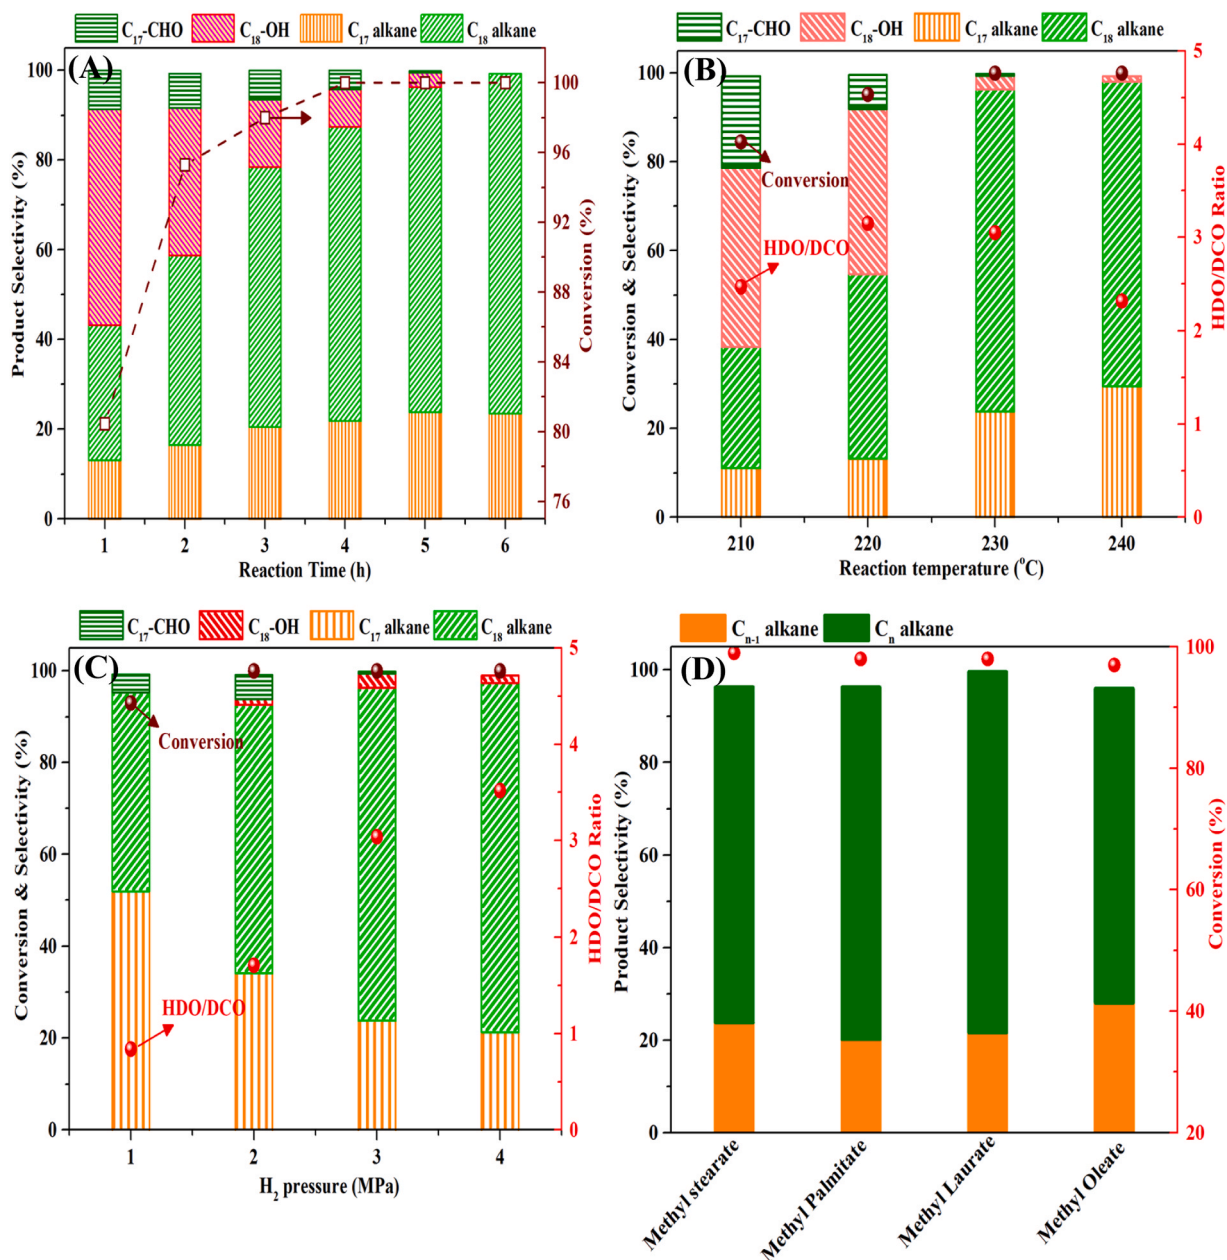 C17-CHO C18-OH C17 alkane C18 alkane
(A)
100
80
60
40
20
0
Product Selectivity (%)
100
96
92
88
84
80
76
Conversion (%)
1 2 3 4 5 6
Reaction Time (h)
C17-CHO C18-OH C17 alkane C18 alkane
(B)
100
80
60
40
20
0
Conversion & Selectivity (%)
Conversion
HDO/DCO
5
4
3
2
1
0
HDO/DCO Ratio
210 220 230 240
Reaction temperature (°C)
C17-CHO C18-OH C17 alkane C18 alkane
(C)
100
80
60
40
20
0
Conversion & Selectivity (%)
Conversion
HDO/DCO
5
4
3
2
1
0
HDO/DCO Ratio
1 2 3 4
H2 pressure (MPa)
Cn-1 alkane Cn alkane
(D)
100
80
60
40
20
0
Product Selectivity (%)
100
80
60
40
20
Conversion (%)
Methyl stearate
Methyl Palmitate
Methyl Laurate
Methyl Oleate